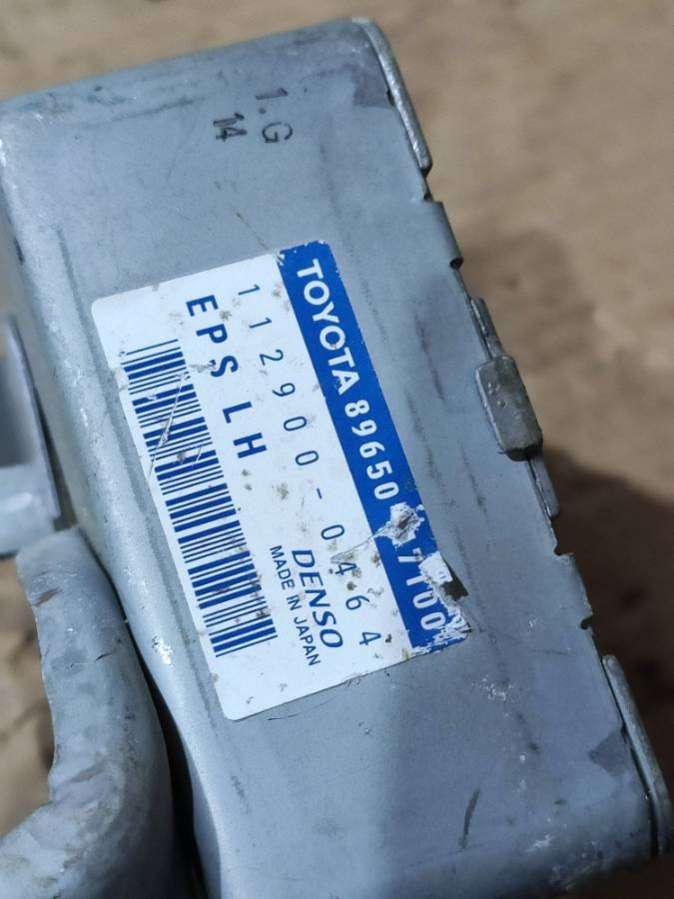 1.G
14
TOYOTA 89650 7100
112900-0464
EPS LH
DENSO
MADE IN JAPAN